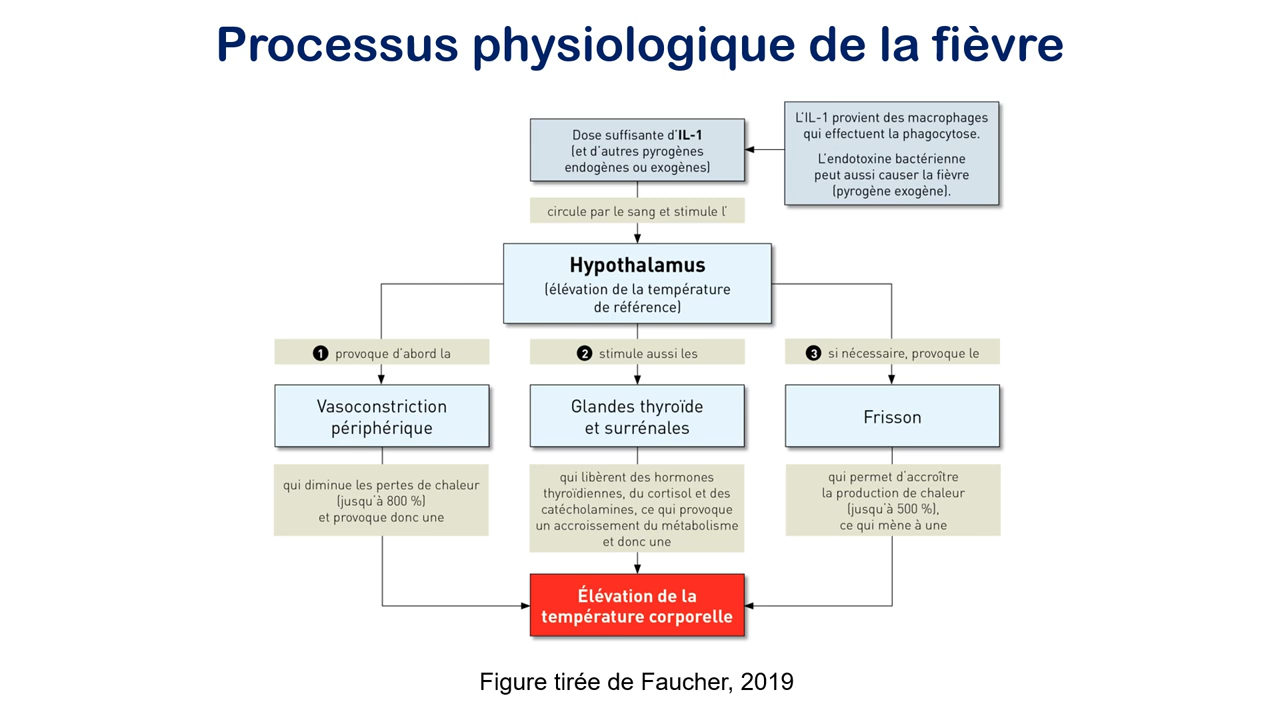 Processus physiologique de la fièvre
Dose suffisante d'IL-1
(et d'autres pyrogènes
endogènes ou exogènes)
L'IL-1 provient des macrophages
qui effectuent la phagocytose.
L'endotoxine bactérienne
peut aussi causer la fièvre
(pyrogène exogène).
circule par le sang et stimule l'
Hypothalamus
(élévation de la température
de référence)
1 provoque d'abord la
2 stimule aussi les
3 si nécessaire, provoque le
Vasoconstriction
périphérique
Glandes thyroïde
et surrénales
Frisson
qui diminue les pertes de chaleur
(jusqu'à 800 %)
et provoque donc une
qui libèrent des hormones
thyroïdiennes, du cortisol et des
catécholamines, ce qui provoque
un accroissement du métabolisme
et donc une
qui permet d'accroître
la production de chaleur
(jusqu'à 500 %),
ce qui mène à une
Élévation de la
température corporelle
Figure tirée de Faucher, 2019